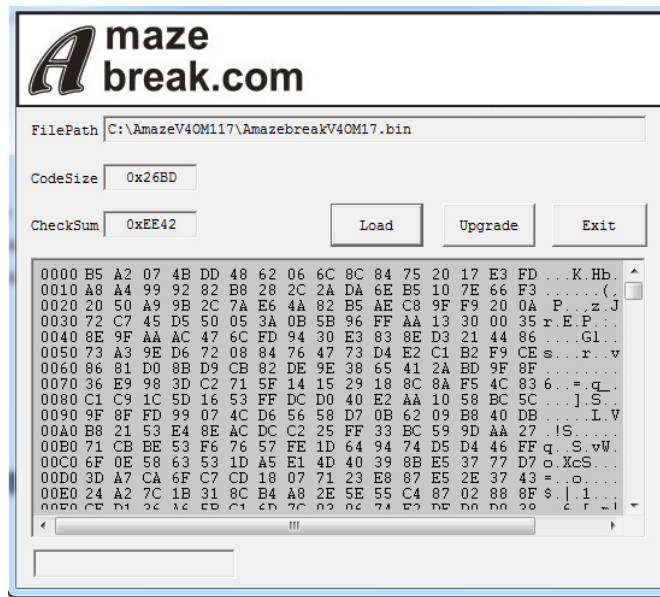 Amaze
break.com
FilePath C:\AmazeV4OM117\AmazebreakV4OM17.bin
CodeSize 0x26BD
CheckSum 0xEE42
Load Upgrade Exit
0000 B5 A2 07 4B DD 48 62 06 6C 8C 84 75 20 17 E3 FD ...K.Hb.
0010 A8 A4 99 92 82 B8 28 2C 2A DA 6E B5 10 7E 66 F3 ......(,
0020 20 50 A9 9B 2C 7A E6 4A 82 B5 AE C8 9F F9 20 0A  P..,z.J
0030 72 C7 45 D5 50 05 3A 0B 5B 96 FF AA 13 30 00 35 r.E.P.:.
0040 8E 9F AA AC 47 6C FD 94 30 E3 83 8E D3 21 44 86 ....Gl..
0050 73 A3 9E D6 72 08 84 76 47 73 D4 E2 C1 B2 F9 CE s...r..v
0060 86 81 D0 8B D9 CB 82 DE 9E 38 65 41 2A BD 9F 8F ........
0070 36 E9 98 3D C2 71 5F 14 15 29 18 8C 8A F5 4C 83 6..=.q_.
0080 C1 C9 1C 5D 16 53 FF DC D0 40 E2 AA 10 58 BC 5C ...].S..
0090 9F 8F FD 99 07 4C D6 56 58 D7 0B 62 09 B8 40 DB .....L.V
00A0 B8 21 53 E4 8E AC DC C2 25 FF 33 BC 59 9D AA 27 .!S.....
00B0 71 CB BE 53 F6 76 57 FE 1D 64 94 74 D5 D4 46 FF q..S.vW.
00C0 6F 0E 58 63 53 1D A5 E1 4D 40 39 8B E5 37 77 D7 o.XcS...
00D0 3D A7 CA 6F C7 CD 18 07 71 23 E8 87 E5 2E 37 43 =..o....
00E0 24 A2 7C 1B 31 8C B4 A8 2E 5E 55 C4 87 02 88 8F $.|.1...